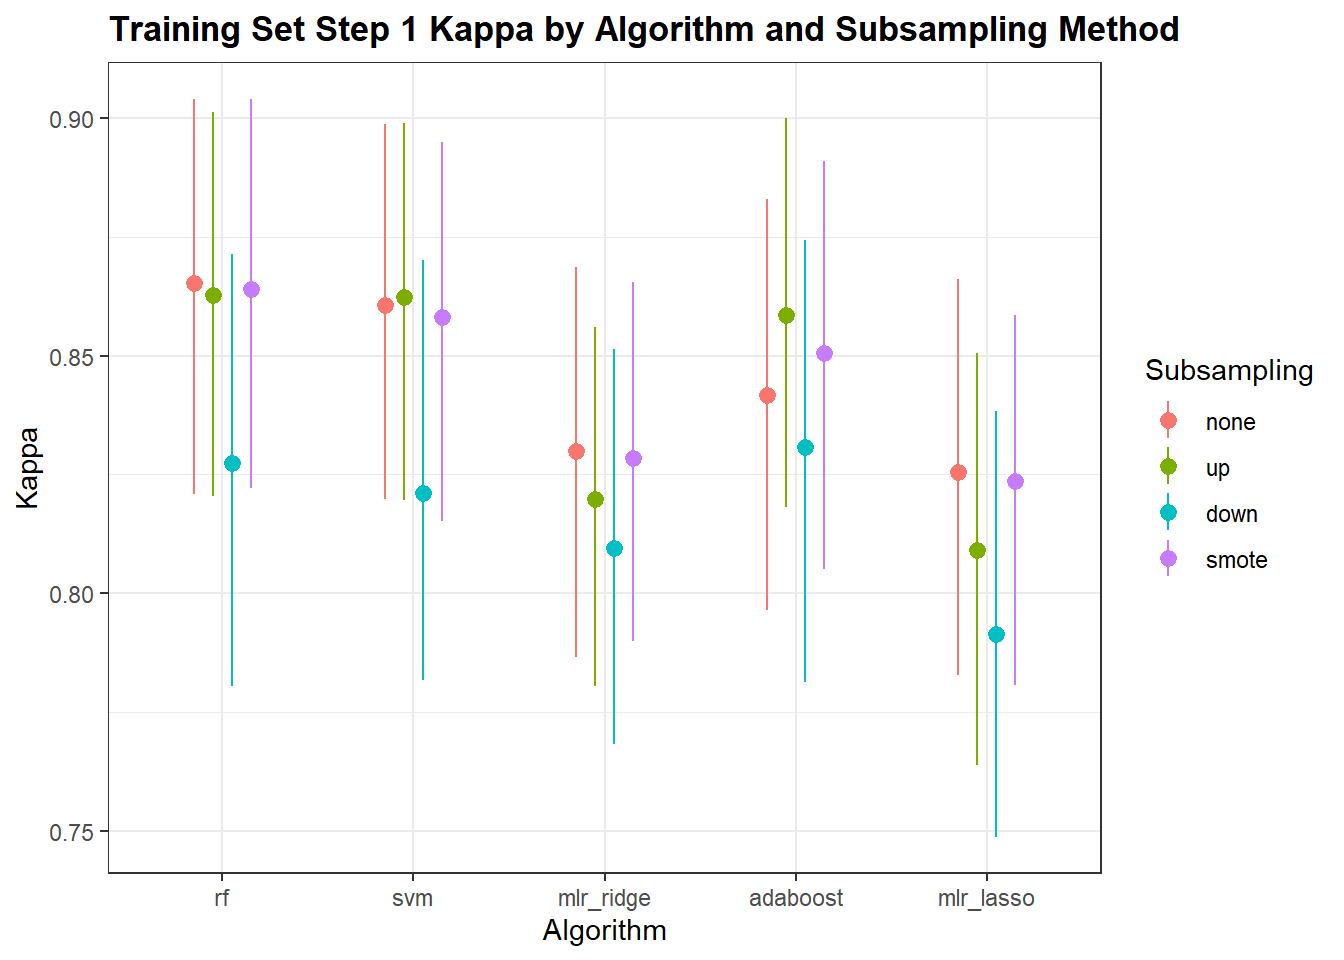 Training Set Step 1 Kappa by Algorithm and Subsampling Method
0.90
0.85
0.80
0.75
Kappa
rf svm mlr_ridge adaboost mlr_lasso
Algorithm
Subsampling
none
up
down
smote